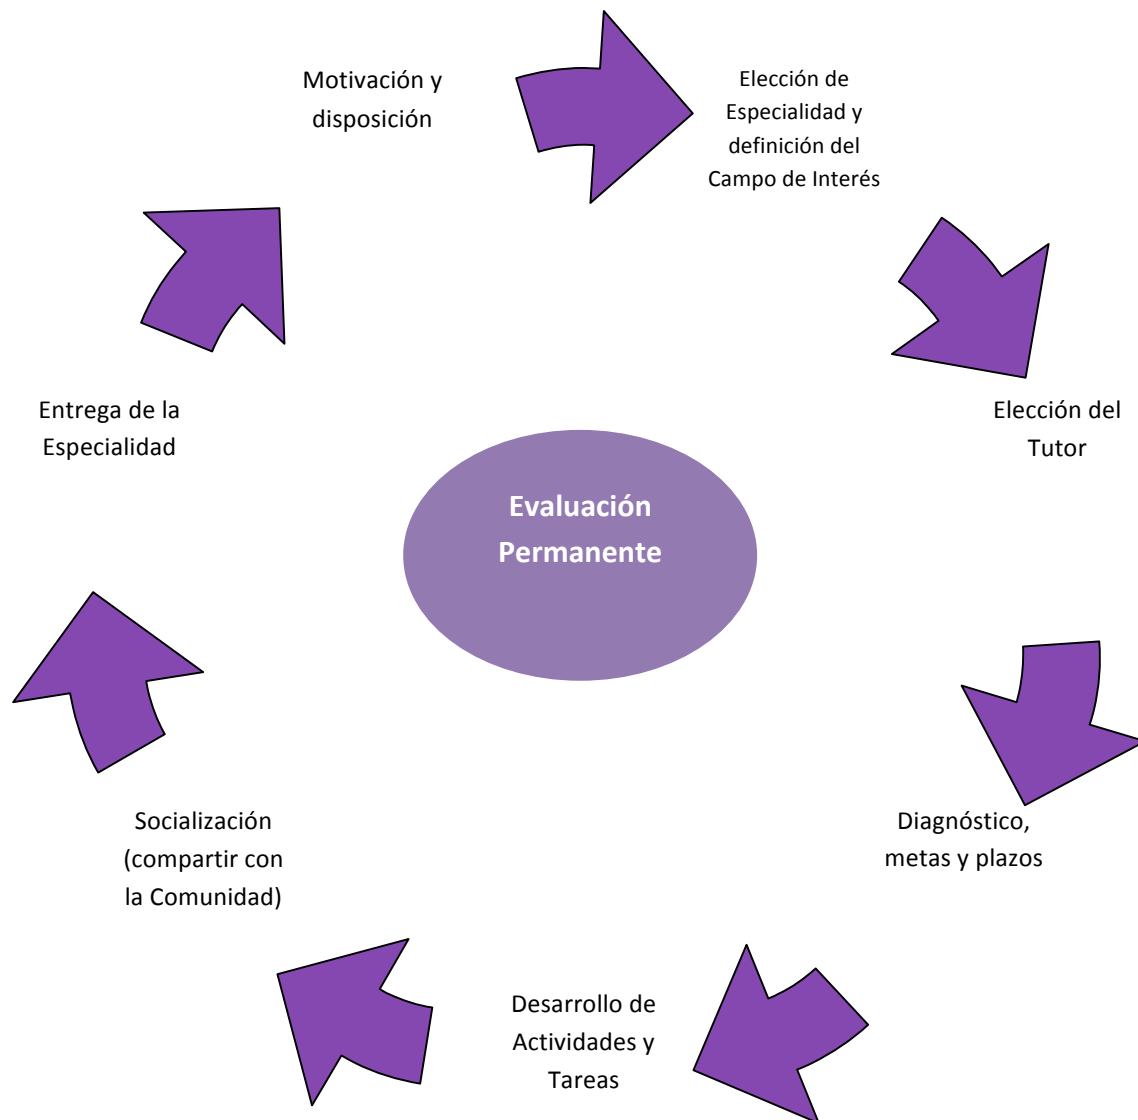 Motivación y
disposición
Elección de
Especialidad y
definición del
Campo de Interés
Elección del
Tutor
Diagnóstico,
metas y plazos
Desarrollo de
Actividades y
Tareas
Socialización
(compartir con
la Comunidad)
Entrega de la
Especialidad
Evaluación
Permanente